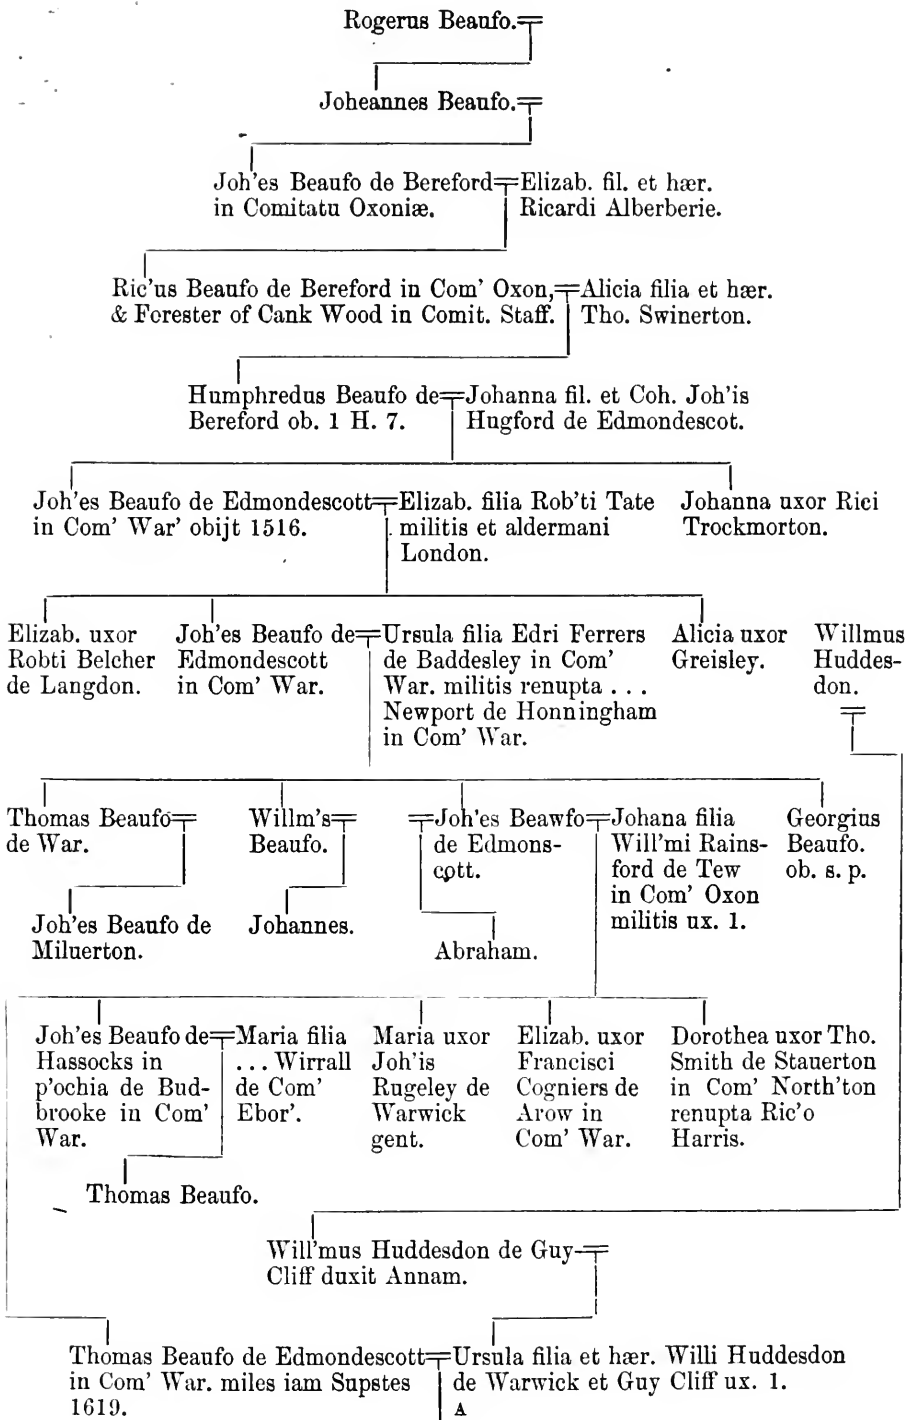 Rogerus Beaufo.
Joheannes Beaufo.
Joh'es Beaufo de Bereford
in Comitatu Oxoniæ.
Elizab. fil. et hær.
Ricardi Alberberie.
Ric'us Beaufo de Bereford in Com' Oxon,
& Forester of Cank Wood in Comit. Staff.
Alicia filia et hær.
Tho. Swinerton.
Humphredus Beaufo de
Bereford ob. 1 H. 7.
Johanna fil. et Coh. Joh'is
Hugford de Edmondescot.
Joh'es Beaufo de Edmondescott
in Com' War' obijt 1516.
Elizab. filia Rob'ti Tate
militis et aldermani
London.
Johanna uxor Rici
Trockmorton.
Elizab. uxor
Robti Belcher
de Langdon.
Joh'es Beaufo de
Edmondescott
in Com' War.
Ursula filia Edri Ferrers
de Baddesley in Com'
War. militis renupta . . .
Newport de Honningham
in Com' War.
Alicia uxor
Greisley.
Willmus
Huddes-
don.
Thomas Beaufo
de War.
Willm's
Beaufo.
Joh'es Beawfo
de Edmons-
cott.
Johana filia
Will'mi Rains-
ford de Tew
in Com' Oxon
militis ux. 1.
Georgius
Beaufo.
ob. s. p.
Joh'es Beaufo de
Miluerton.
Johannes.
Abraham.
Joh'es Beaufo de
Hassocks in
p'ochia de Bud-
brooke in Com'
War.
Maria filia
. . . Wirrall
de Com'
Ebor'.
Maria uxor
Joh'is
Rugeley de
Warwick
gent.
Elizab. uxor
Francisci
Cogniers de
Arow in
Com' War.
Dorothea uxor Tho.
Smith de Stauerton
in Com' North'ton
renupta Ric'o
Harris.
Thomas Beaufo.
Will'mus Huddesdon de Guy
Cliff duxit Annam.
Thomas Beaufo de Edmondescott
in Com' War. miles iam Supstes
1619.
Ursula filia et hær. Willi Huddesdon
de Warwick et Guy Cliff ux. 1.
A